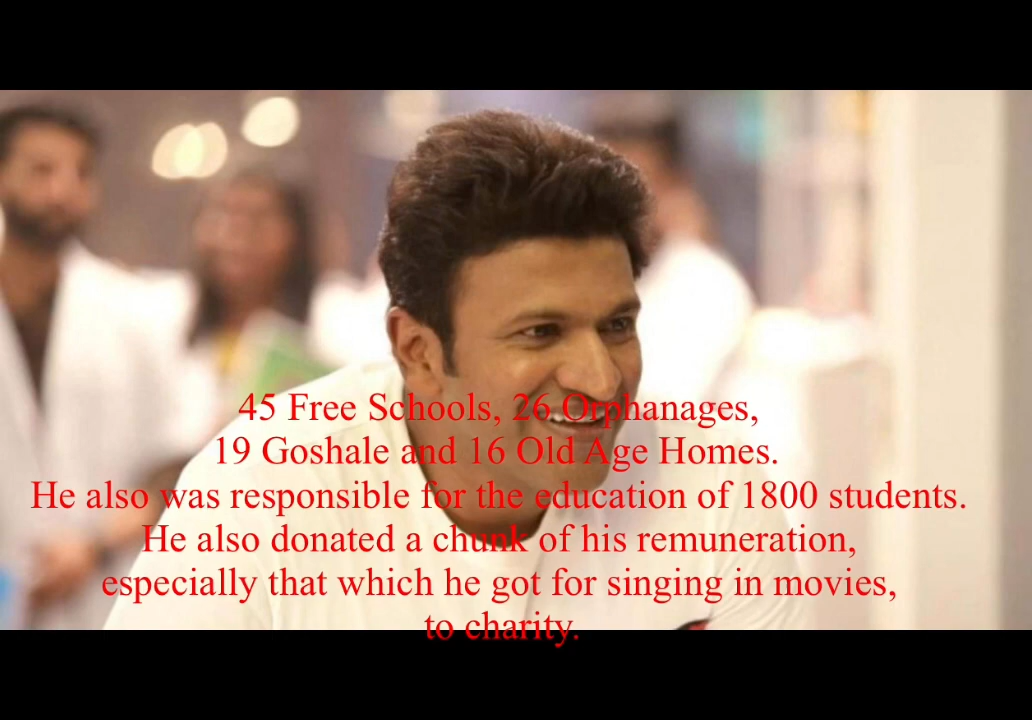 45 Free Schools, 26 Orphanages,
19 Goshale and 16 Old Age Homes.
He also was responsible for the education of 1800 students.
He also donated a chunk of his remuneration,
especially that which he got for singing in movies,
to charity.